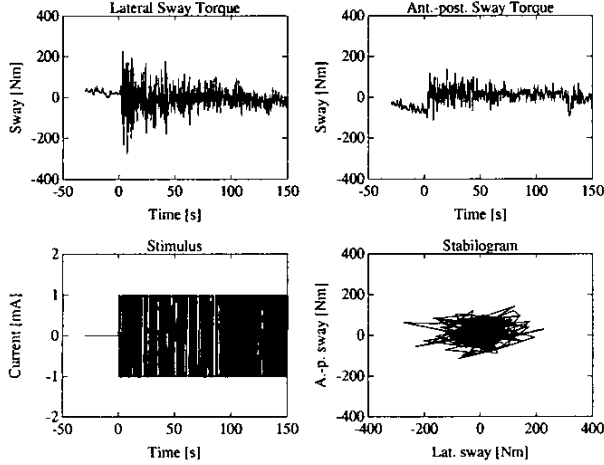 Lateral Sway Torque
Ant.-post. Sway Torque
400
200
0
-200
-400
Sway [Nm]
-50 0 50 100 150
Time [s]
400
200
0
-200
-400
Sway [Nm]
-50 0 50 100 150
Time [s]
Stimulus
Stabilogram
2
1
0
-1
-2
Current [mA]
-50 0 50 100 150
Time [s]
400
200
0
-200
-400
A.-p. sway [Nm]
-400 -200 0 200 400
Lat. sway [Nm]